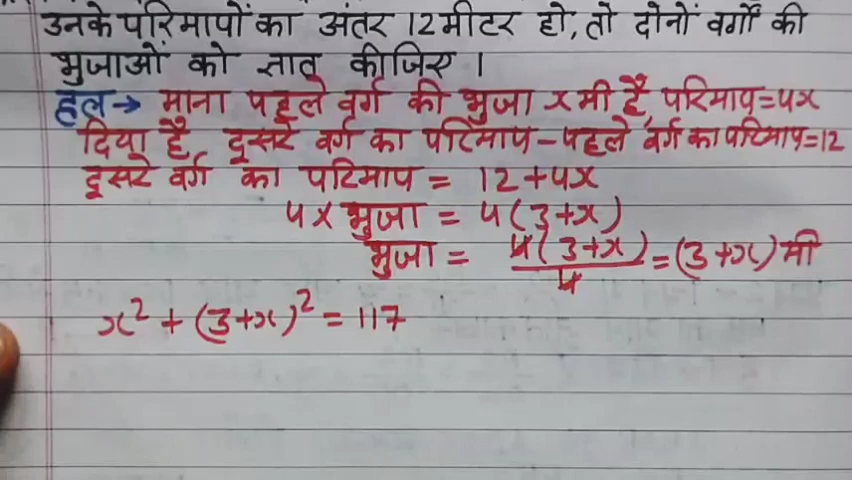 उनके परिमापों का अंतर 12 मीटर हो, तो दोनों वर्गों की
भुजाओं को ज्ञात कीजिए ।
हल→ माना पहले वर्ग की भुजा x मी है, परिमाप=4x
दिया है, दूसरे वर्ग का परिमाप - पहले वर्ग का परिमाप=12
दूसरे वर्ग का परिमाप = 12+4x
4 x भुजा = 4(3+x)
भुजा = 4(3+x)/4 = (3+x) मी
x² + (3+x)² = 117